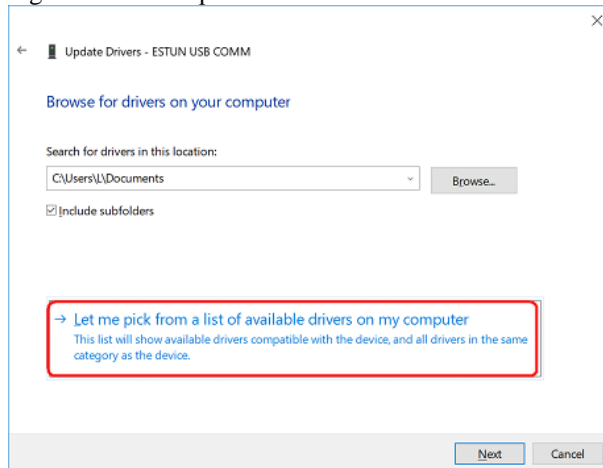 Update Drivers - ESTUN USB COMM
Browse for drivers on your computer
Search for drivers in this location:
C:\Users\L\Documents
Browse...
Include subfolders
Let me pick from a list of available drivers on my computer
This list will show available drivers compatible with the device, and all drivers in the same
category as the device.
Next
Cancel